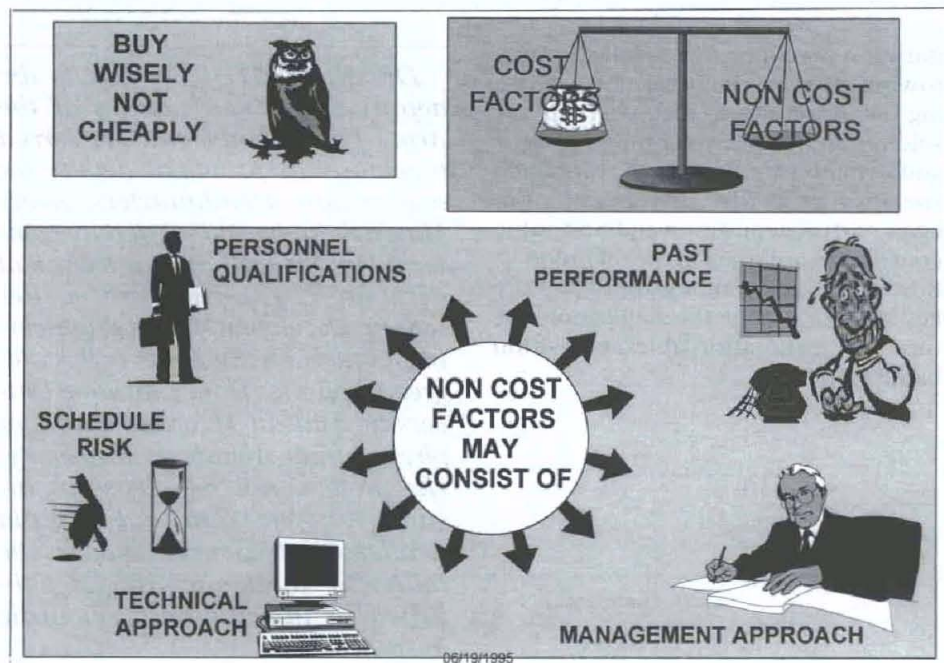 BUY
WISELY
NOT
CHEAPLY
COST
FACTORS
$$
NON COST
FACTORS
PERSONNEL
QUALIFICATIONS
PAST
PERFORMANCE
NON COST
FACTORS
MAY
CONSIST OF
SCHEDULE
RISK
TECHNICAL
APPROACH
MANAGEMENT APPROACH
06/19/1995